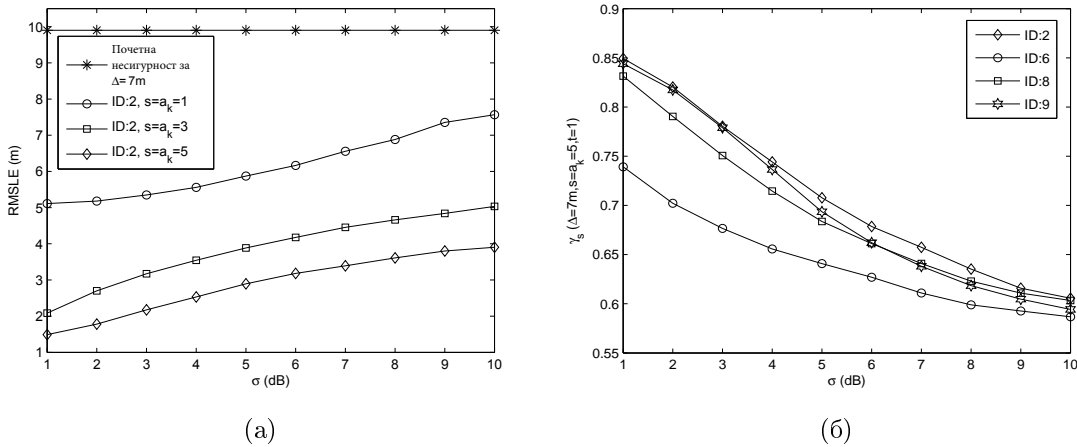 10
9
8
7
6
5
4
3
2
1
RMSLE (m)
Почетна
несигурност за
Δ= 7m
ID:2, s=a_k=1
ID:2, s=a_k=3
ID:2, s=a_k=5
1 2 3 4 5 6 7 8 9 10
σ (dB)
(а)
0.9
0.85
0.8
0.75
0.7
0.65
0.6
0.55
γ_s (Δ=7m,s=a_k=5,t=1)
ID:2
ID:6
ID:8
ID:9
1 2 3 4 5 6 7 8 9 10
σ (dB)
(б)